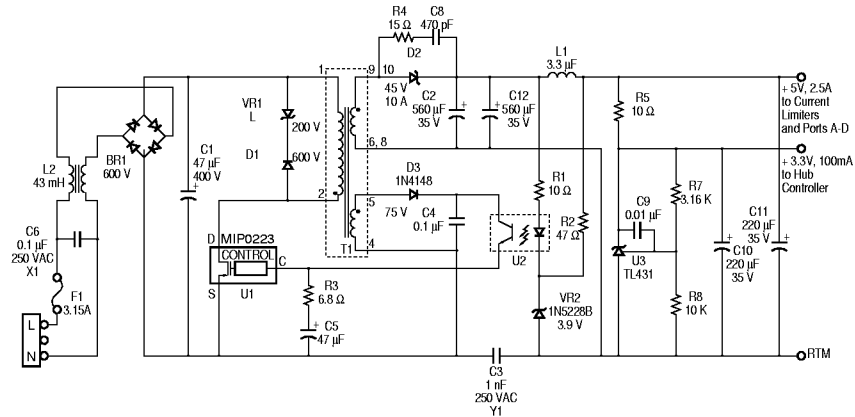 R4
15 Ω
C8
470 pF
D2
L1
3.3 µF
1
9
10
45 V
10 A
C2
560 µF
35 V
C12
560 µF
35 V
R5
10 Ω
+ 5V, 2.5A
to Current
Limiters
and Ports A-D
VR1
L
200 V
D1
600 V
C1
47 µF
400 V
BR1
600 V
L2
43 mH
6, 8
+ 3.3V, 100mA
to Hub
Controller
D3
1N4148
75 V
2
5
4
T1
C4
0.1 µF
R1
10 Ω
R2
47 Ω
U2
C9
0.01 µF
R7
3.16 K
U3
TL431
C10
220 µF
35 V
C11
220 µF
35 V
R8
10 K
C6
0.1 µF
250 VAC
X1
F1
3.15A
D
MIP0223
CONTROL
C
S
U1
R3
6.8 Ω
C5
47 µF
VR2
1N5228B
3.9 V
L
N
C3
1 nF
250 VAC
Y1
RTM